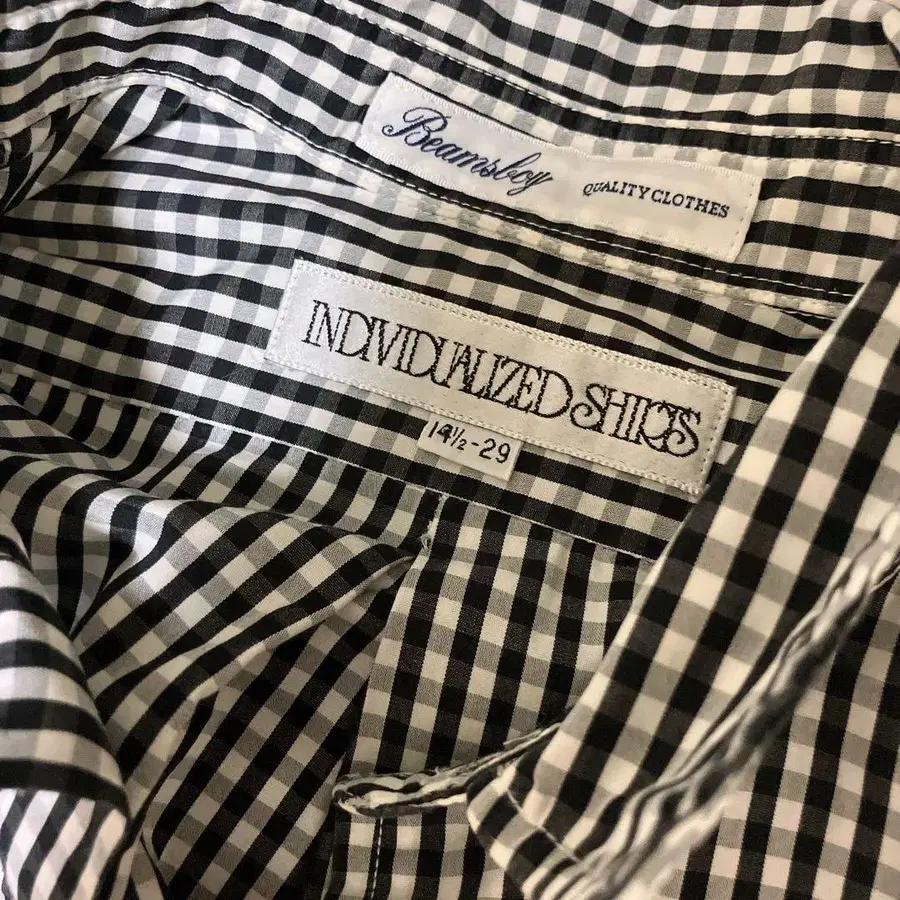 Beamsboy QUALITY CLOTHES
INDIVIDUALIZED SHIRTS
14½-29